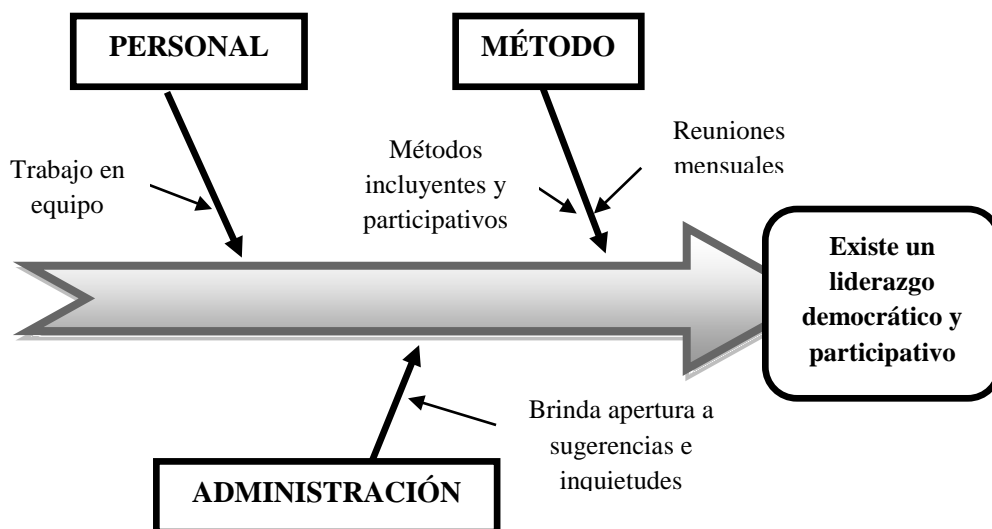 PERSONAL
MÉTODO
Trabajo en
equipo
Métodos
incluyentes y
participativos
Reuniones
mensuales
Existe un
liderazgo
democrático y
participativo
Brinda apertura a
sugerencias e
inquietudes
ADMINISTRACIÓN